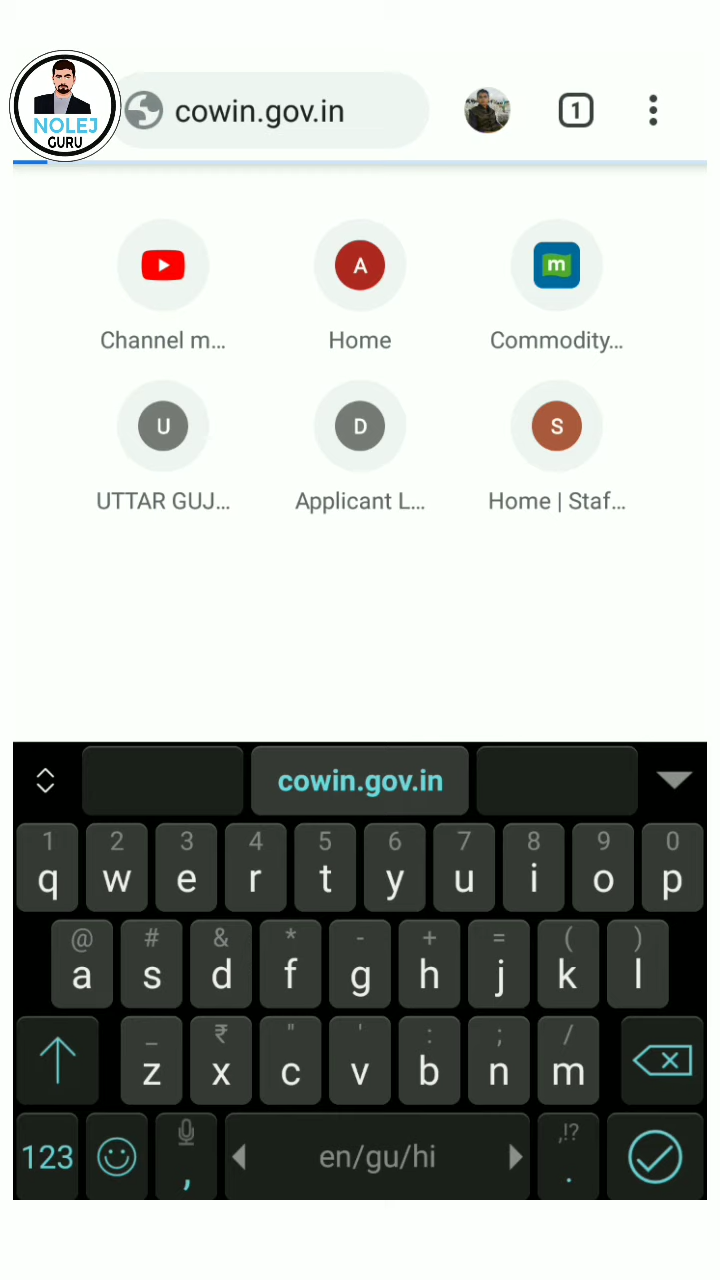 NOLEJ
GURU
cowin.gov.in
1
Channel m...
A
Home
m
Commodity...
U
UTTAR GUJ...
D
Applicant L...
S
Home | Staf...
cowin.gov.in
1 2 3 4 5 6 7 8 9 0
q w e r t y u i o p
@ # & * - + = ( )
a s d f g h j k l
_ ₹ " ' : ; /
z x c v b n m
123 , en/gu/hi ,!? .